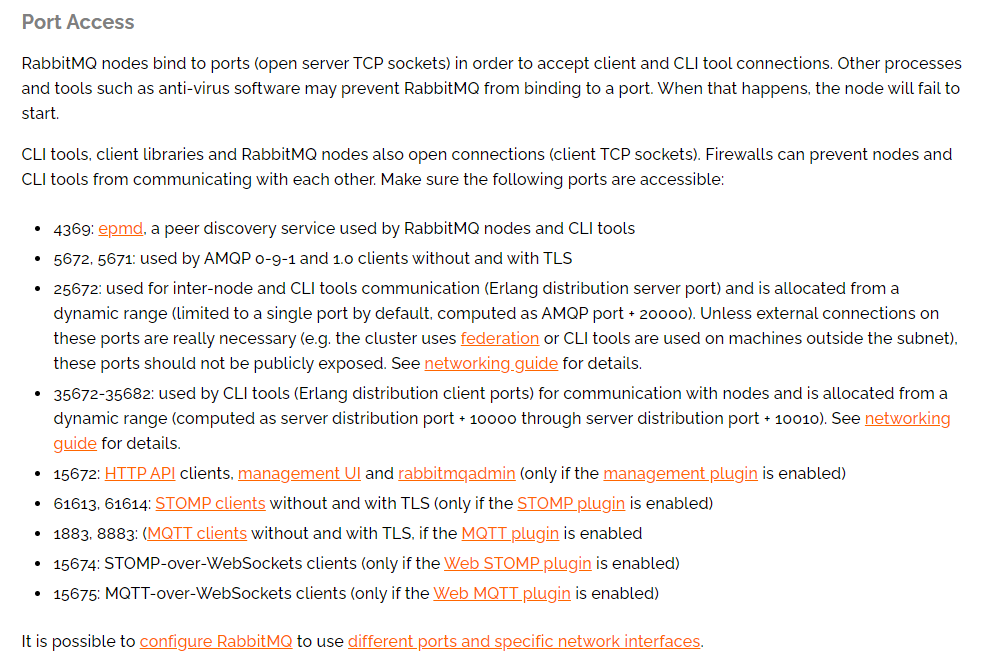 Port Access
RabbitMQ nodes bind to ports (open server TCP sockets) in order to accept client and CLI tool connections. Other processes
and tools such as anti-virus software may prevent RabbitMQ from binding to a port. When that happens, the node will fail to
start.
CLI tools, client libraries and RabbitMQ nodes also open connections (client TCP sockets). Firewalls can prevent nodes and
CLI tools from communicating with each other. Make sure the following ports are accessible:
• 4369: epmd, a peer discovery service used by RabbitMQ nodes and CLI tools
• 5672, 5671: used by AMQP 0-9-1 and 1.0 clients without and with TLS
• 25672: used for inter-node and CLI tools communication (Erlang distribution server port) and is allocated from a
dynamic range (limited to a single port by default, computed as AMQP port + 20000). Unless external connections on
these ports are really necessary (e.g. the cluster uses federation or CLI tools are used on machines outside the subnet),
these ports should not be publicly exposed. See networking guide for details.
• 35672-35682: used by CLI tools (Erlang distribution client ports) for communication with nodes and is allocated from a
dynamic range (computed as server distribution port + 10000 through server distribution port + 10010). See networking
guide for details.
• 15672: HTTP API clients, management UI and rabbitmqadmin (only if the management plugin is enabled)
• 61613, 61614: STOMP clients without and with TLS (only if the STOMP plugin is enabled)
• 1883, 8883: (MQTT clients without and with TLS, if the MQTT plugin is enabled
• 15674: STOMP-over-WebSockets clients (only if the Web STOMP plugin is enabled)
• 15675: MQTT-over-WebSockets clients (only if the Web MQTT plugin is enabled)
It is possible to configure RabbitMQ to use different ports and specific network interfaces.